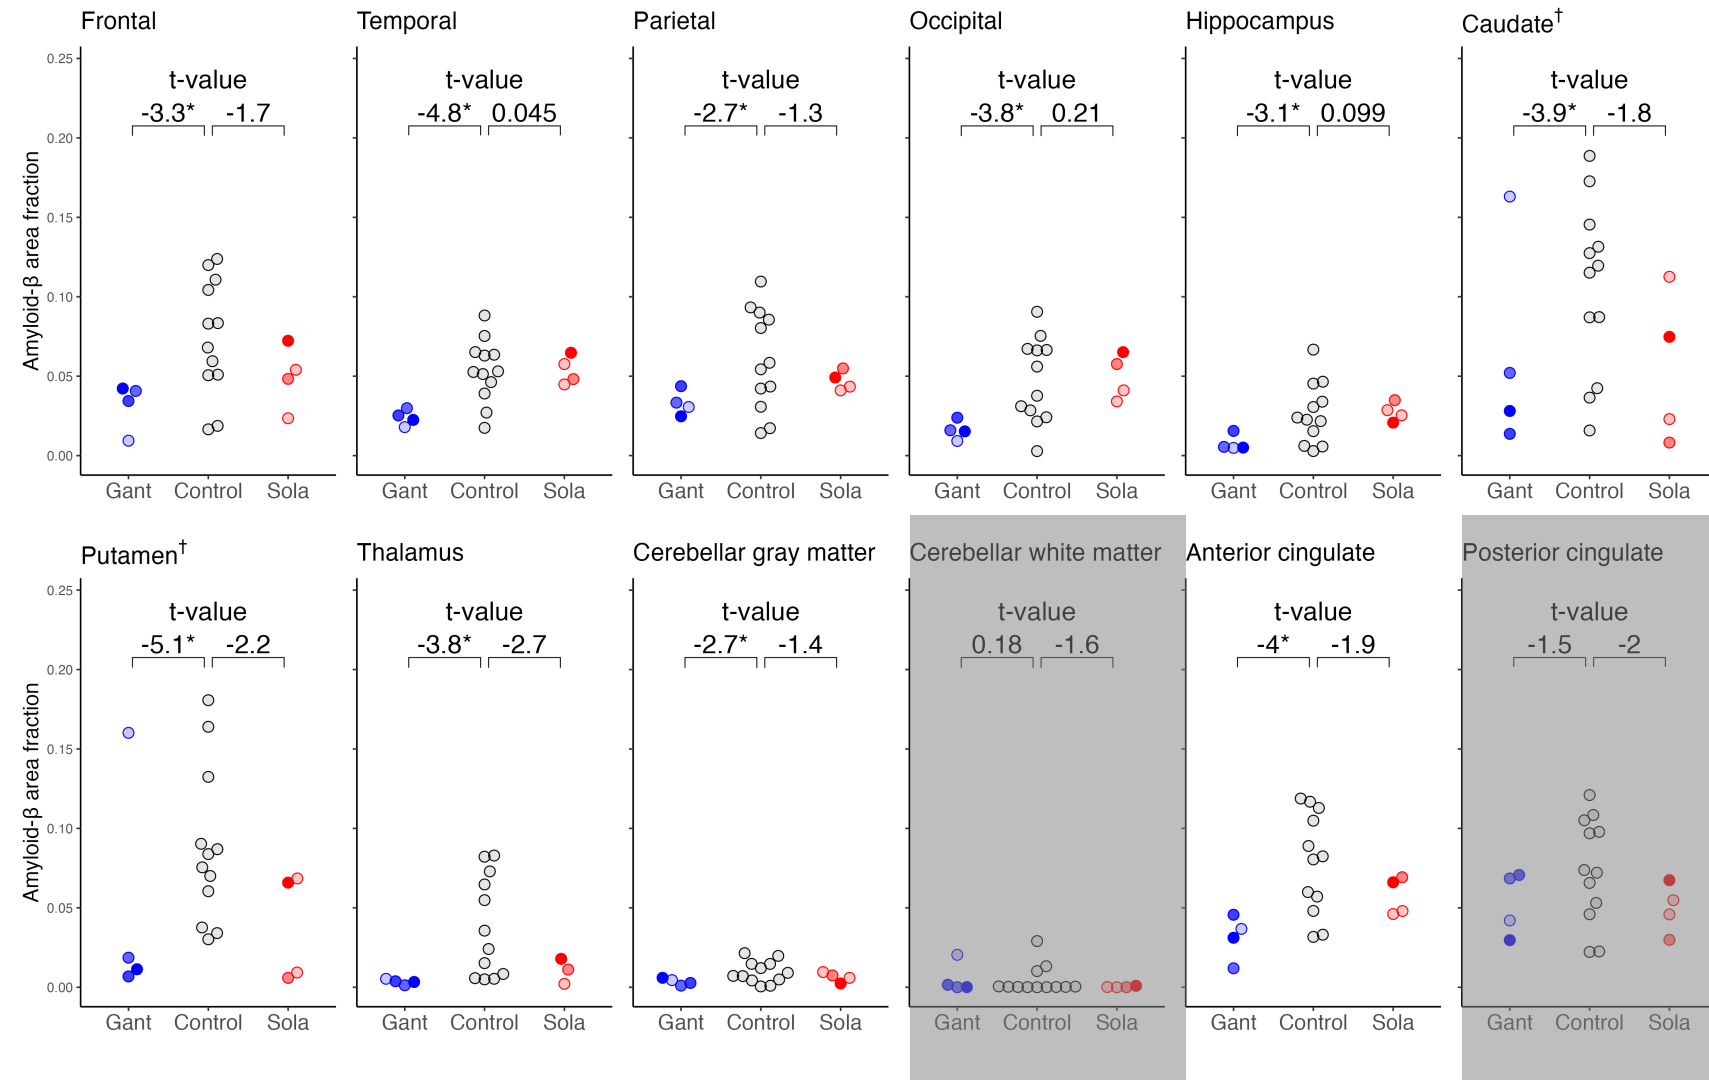 Frontal Temporal Parietal Occipital Hippocampus Caudate†
0.25
t-value t-value t-value t-value t-value t-value
-3.3* -1.7 -4.8* 0.045 -2.7* -1.3 -3.8* 0.21 -3.1* 0.099 -3.9* -1.8
0.20
0.15
Amyloid-β area fraction
0.10
0.05
0.00
Gant Control Sola Gant Control Sola Gant Control Sola Gant Control Sola Gant Control Sola Gant Control Sola
Putamen† Thalamus Cerebellar gray matter Cerebellar white matter Anterior cingulate Posterior cingulate
0.25
t-value t-value t-value t-value t-value t-value
-5.1* -2.2 -3.8* -2.7 -2.7* -1.4 0.18 -1.6 -4* -1.9 -1.5 -2
0.20
0.15
Amyloid-β area fraction
0.10
0.05
0.00
Gant Control Sola Gant Control Sola Gant Control Sola Gant Control Sola Gant Control Sola Gant Control Sola